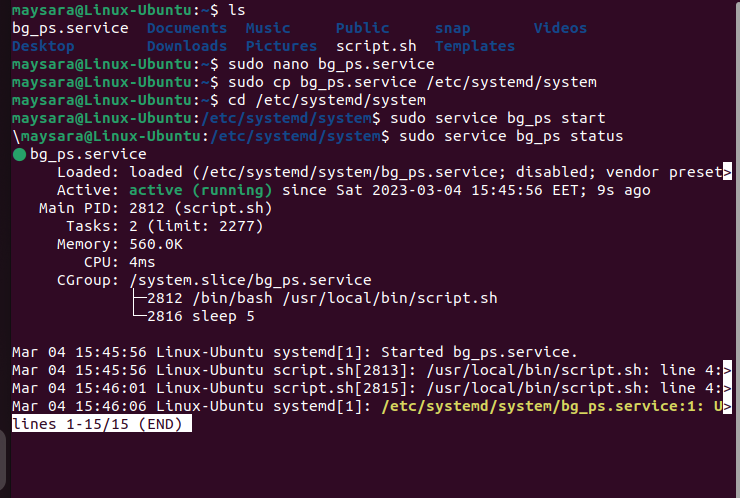 maysara@Linux-Ubuntu:~$ ls
bg_ps.service  Documents  Music     Public     snap       Videos
Desktop        Downloads  Pictures  script.sh  Templates
maysara@Linux-Ubuntu:~$ sudo nano bg_ps.service
maysara@Linux-Ubuntu:~$ sudo cp bg_ps.service /etc/systemd/system
maysara@Linux-Ubuntu:~$ cd /etc/systemd/system
maysara@Linux-Ubuntu:/etc/systemd/system$ sudo service bg_ps start
\maysara@Linux-Ubuntu:/etc/systemd/system$ sudo service bg_ps status
● bg_ps.service
     Loaded: loaded (/etc/systemd/system/bg_ps.service; disabled; vendor preset>
     Active: active (running) since Sat 2023-03-04 15:45:56 EET; 9s ago
   Main PID: 2812 (script.sh)
      Tasks: 2 (limit: 2277)
     Memory: 560.0K
        CPU: 4ms
     CGroup: /system.slice/bg_ps.service
             ├─2812 /bin/bash /usr/local/bin/script.sh
             └─2816 sleep 5
Mar 04 15:45:56 Linux-Ubuntu systemd[1]: Started bg_ps.service.
Mar 04 15:45:56 Linux-Ubuntu script.sh[2813]: /usr/local/bin/script.sh: line 4:>
Mar 04 15:46:01 Linux-Ubuntu script.sh[2815]: /usr/local/bin/script.sh: line 4:>
Mar 04 15:46:06 Linux-Ubuntu systemd[1]: /etc/systemd/system/bg_ps.service:1: U>
lines 1-15/15 (END)